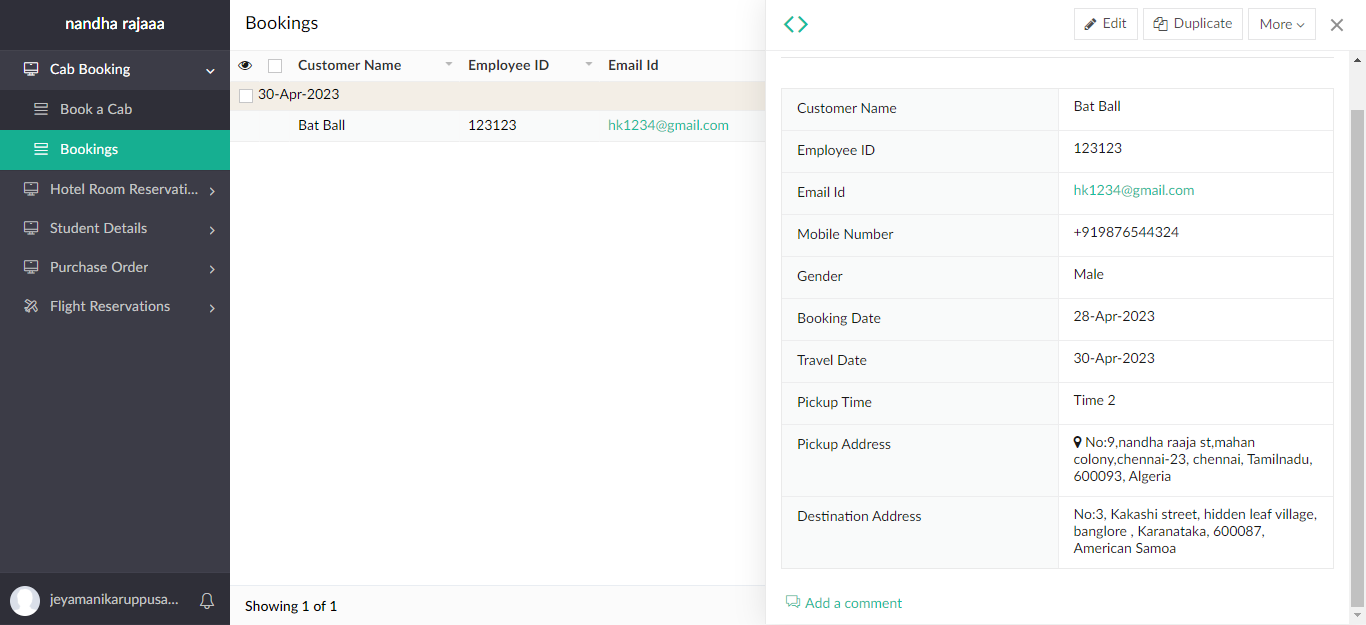 nandha rajaaa
Cab Booking
Book a Cab
Bookings
Hotel Room Reservati...
Student Details
Purchase Order
Flight Reservations
jeyamanikaruppusa...
Bookings
Customer Name Employee ID Email Id
30-Apr-2023
Bat Ball 123123 hk1234@gmail.com
Showing 1 of 1
Edit Duplicate More
Customer Name Bat Ball
Employee ID 123123
Email Id hk1234@gmail.com
Mobile Number +919876544324
Gender Male
Booking Date 28-Apr-2023
Travel Date 30-Apr-2023
Pickup Time Time 2
Pickup Address No:9,nandha raaja st,mahan
colony,chennai-23, chennai, Tamilnadu,
600093, Algeria
Destination Address No:3, Kakashi street, hidden leaf village,
banglore , Karanataka, 600087,
American Samoa
Add a comment